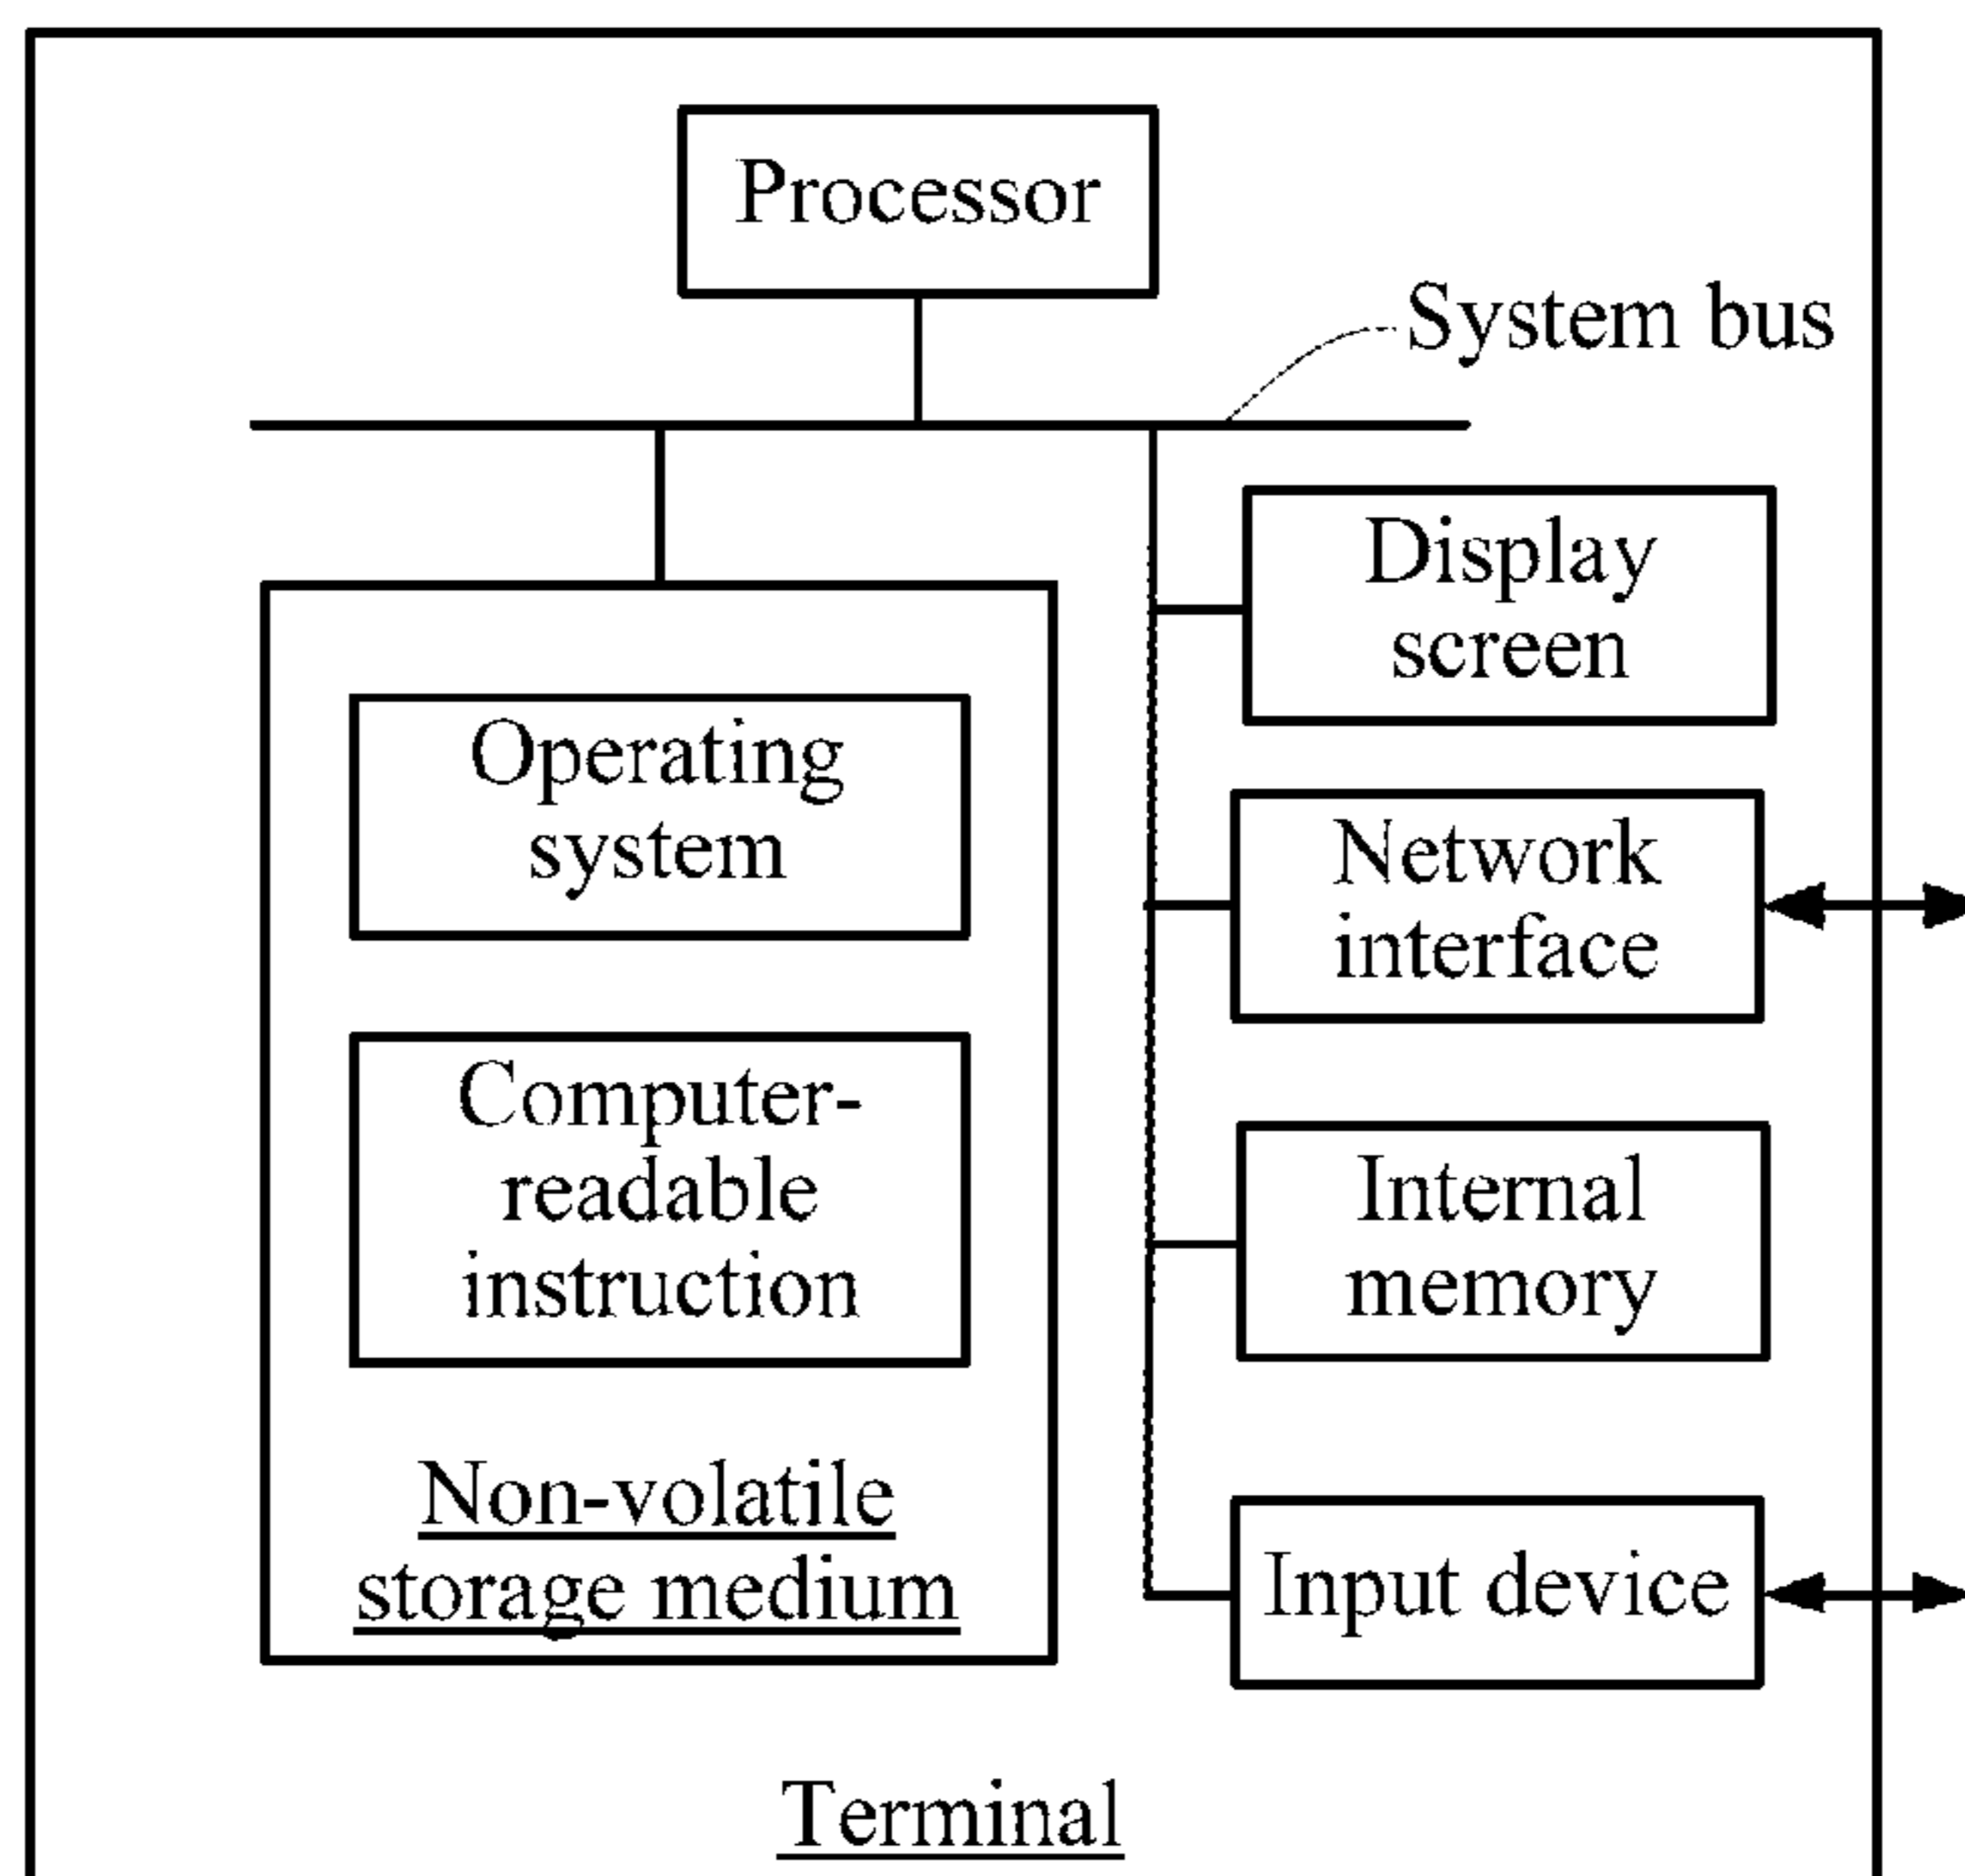 Processor
System bus
Display
screen
Operating
system
Network
interface
Computer-
readable
instruction
Internal
memory
Non-volatile
storage medium
Input device
Terminal